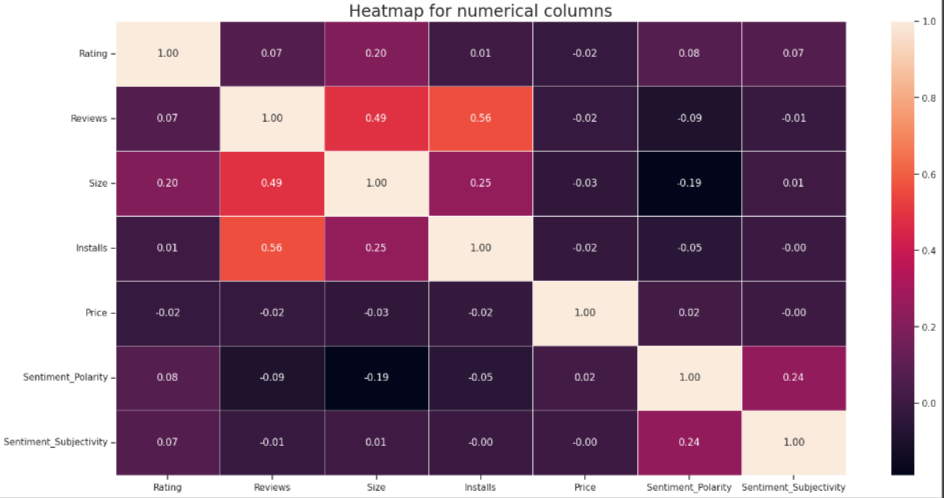 Heatmap for numerical columns
Rating 1.00 0.07 0.20 0.01 -0.02 0.08 0.07
Reviews 0.07 1.00 0.49 0.56 -0.02 -0.09 -0.01
Size 0.20 0.49 1.00 0.25 -0.03 -0.19 0.01
Installs 0.01 0.56 0.25 1.00 -0.02 -0.05 -0.00
Price -0.02 -0.02 -0.03 -0.02 1.00 0.02 -0.00
Sentiment_Polarity 0.08 -0.09 -0.19 -0.05 0.02 1.00 0.24
Sentiment_Subjectivity 0.07 -0.01 0.01 -0.00 -0.00 0.24 1.00
Rating Reviews Size Installs Price Sentiment_Polarity Sentiment_Subjectivity
1.0
0.8
0.6
0.4
0.2
0.0